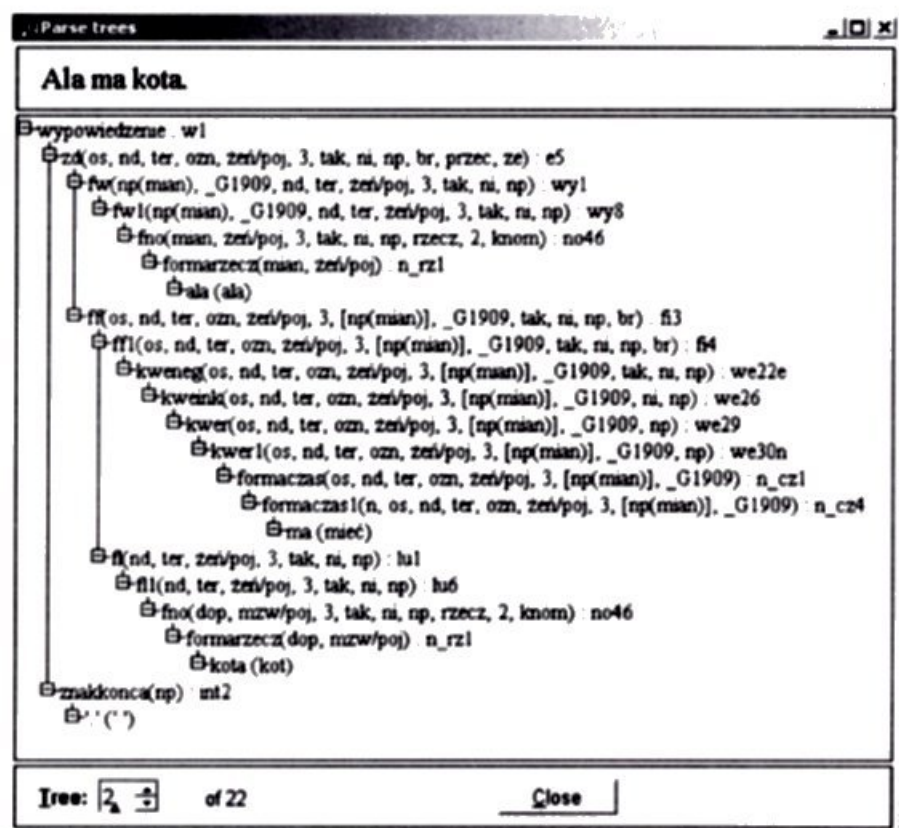 Parse trees
Ala ma kota.
wypowiedzenie : w1
zd(os, nd, ter, ozn, żeń/poj, 3, tak, ni, np, br, przec, ze) : e5
fw(np(mian), _G1909, nd, ter, żeń/poj, 3, tak, ni, np) : wy1
fw1(np(mian), _G1909, nd, ter, żeń/poj, 3, tak, ni, np) : wy8
fno(mian, żeń/poj, 3, tak, ni, np, rzecz, 2, knom) : no46
formarzecz(mian, żeń/poj) : n_rz1
ala (ala)
ff(os, nd, ter, ozn, żeń/poj, 3, [np(mian)], _G1909, tak, ni, np, br) : fi3
ff1(os, nd, ter, ozn, żeń/poj, 3, [np(mian)], _G1909, tak, ni, np, br) : fi4
kweneg(os, nd, ter, ozn, żeń/poj, 3, [np(mian)], _G1909, tak, ni, np) : we22e
kweink(os, nd, ter, ozn, żeń/poj, 3, [np(mian)], _G1909, ni, np) : we26
kwer(os, nd, ter, ozn, żeń/poj, 3, [np(mian)], _G1909, np) : we29
kwer1(os, nd, ter, ozn, żeń/poj, 3, [np(mian)], _G1909, np) : we30n
formaczas(os, nd, ter, ozn, żeń/poj, 3, [np(mian)], _G1909) : n_cz1
formaczas1(n, os, nd, ter, ozn, żeń/poj, 3, [np(mian)], _G1909) : n_cz4
ma (mieć)
fl(nd, ter, żeń/poj, 3, tak, ni, np) : lu1
fl1(nd, ter, żeń/poj, 3, tak, ni, np) : lu6
fno(dop, mzw/poj, 3, tak, ni, np, rzecz, 2, knom) : no46
formarzecz(dop, mzw/poj) : n_rz1
kota (kot)
znakkonca(np) : int2
'.' ('.')
Tree: 2 of 22 Close